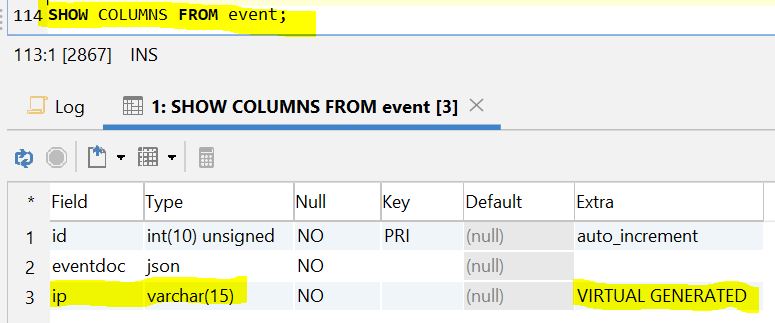 114 SHOW COLUMNS FROM event;
113:1 [2867] INS
Log 1: SHOW COLUMNS FROM event [3]
* Field Type Null Key Default Extra
1 id int(10) unsigned NO PRI (null) auto_increment
2 eventdoc json NO (null)
3 ip varchar(15) NO (null) VIRTUAL GENERATED